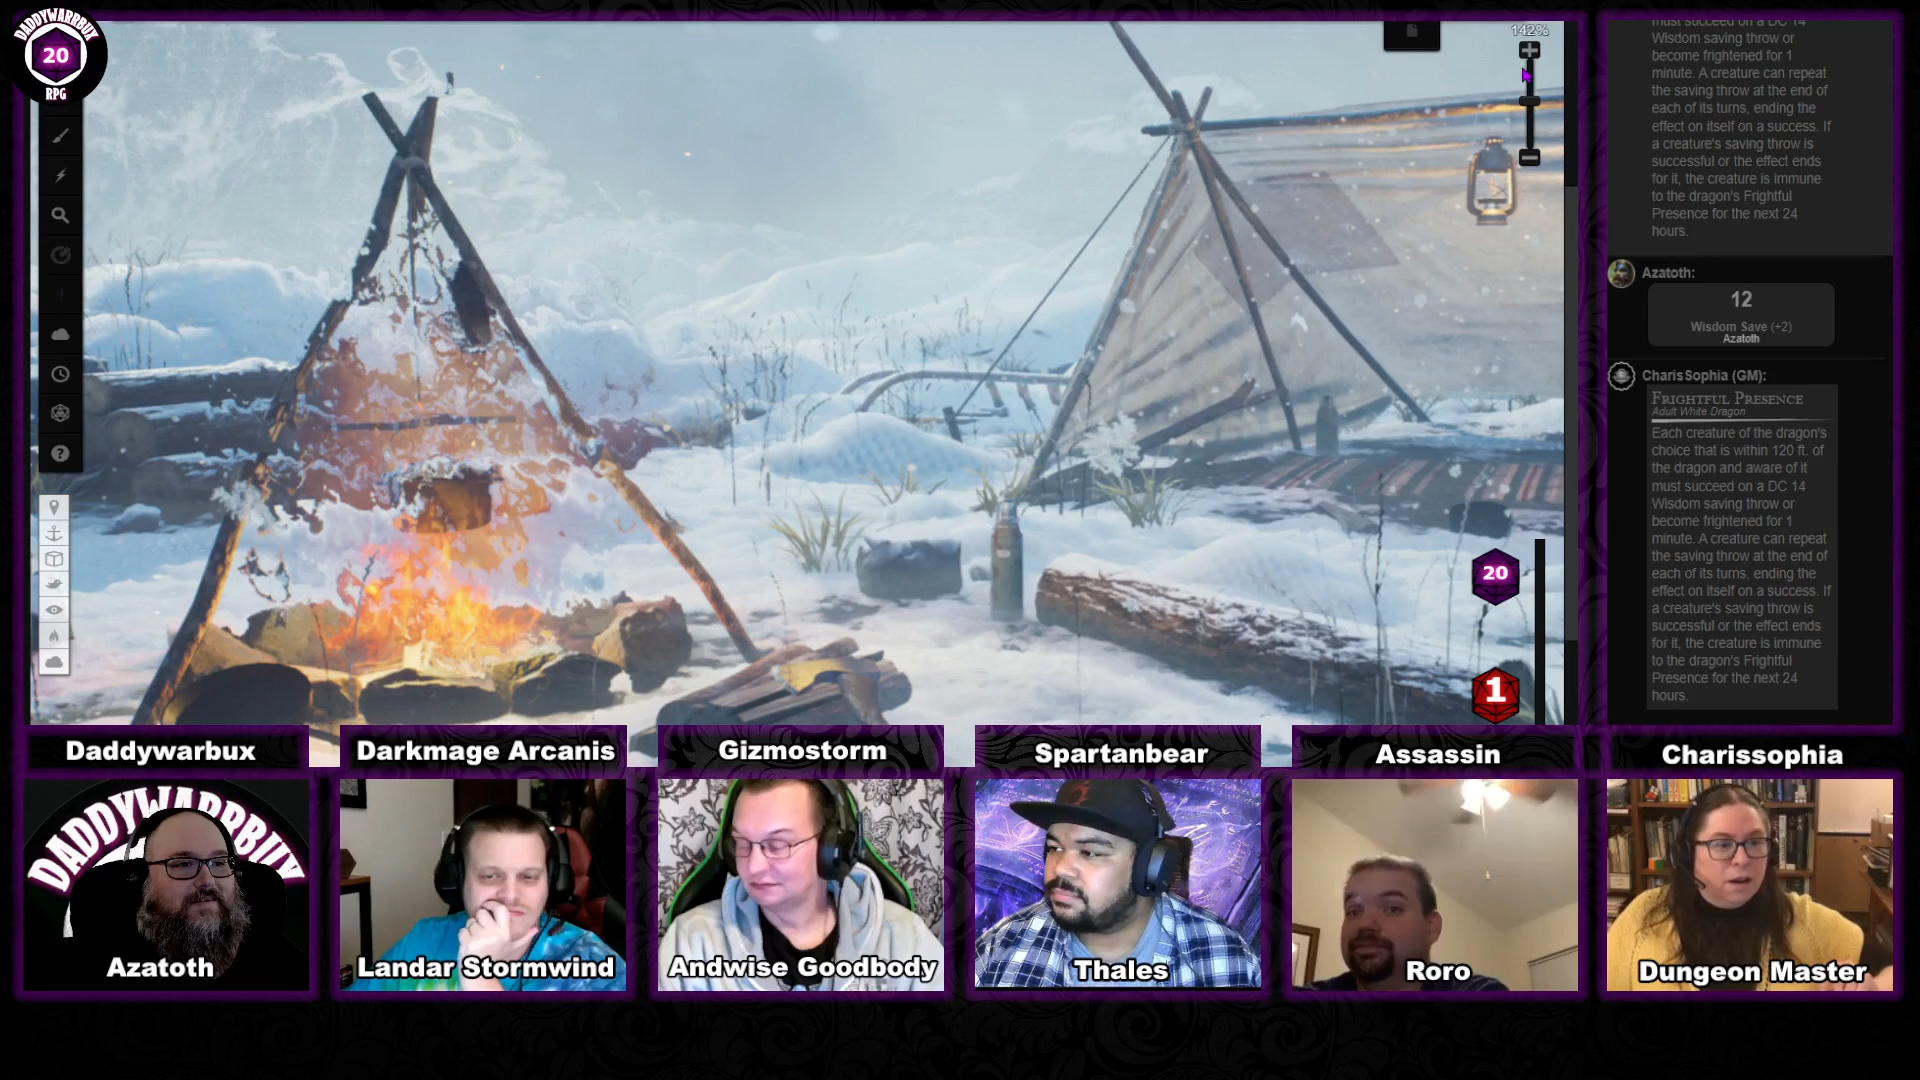 DADDYWARRBUX
20
RPG
142%
must succeed on a DC 14
Wisdom saving throw or
become frightened for 1
minute. A creature can repeat
the saving throw at the end of
each of its turns, ending the
effect on itself on a success. If
a creature's saving throw is
successful or the effect ends
for it, the creature is immune
to the dragon's Frightful
Presence for the next 24
hours.
Azatoth:
12
Wisdom Save (+2)
Azatoth
CharisSophia (GM):
Frightful Presence
Adult White Dragon
Each creature of the dragon's
choice that is within 120 ft. of
the dragon and aware of it
must succeed on a DC 14
Wisdom saving throw or
become frightened for 1
minute. A creature can repeat
the saving throw at the end of
each of its turns, ending the
effect on itself on a success. If
a creature's saving throw is
successful or the effect ends
for it, the creature is immune
to the dragon's Frightful
Presence for the next 24
hours.
20
1
Daddywarbux
Darkmage Arcanis
Gizmostorm
Spartanbear
Assassin
Charissophia
DADDYWARRBUX
Azatoth
Landar Stormwind
Andwise Goodbody
Thales
Roro
Dungeon Master